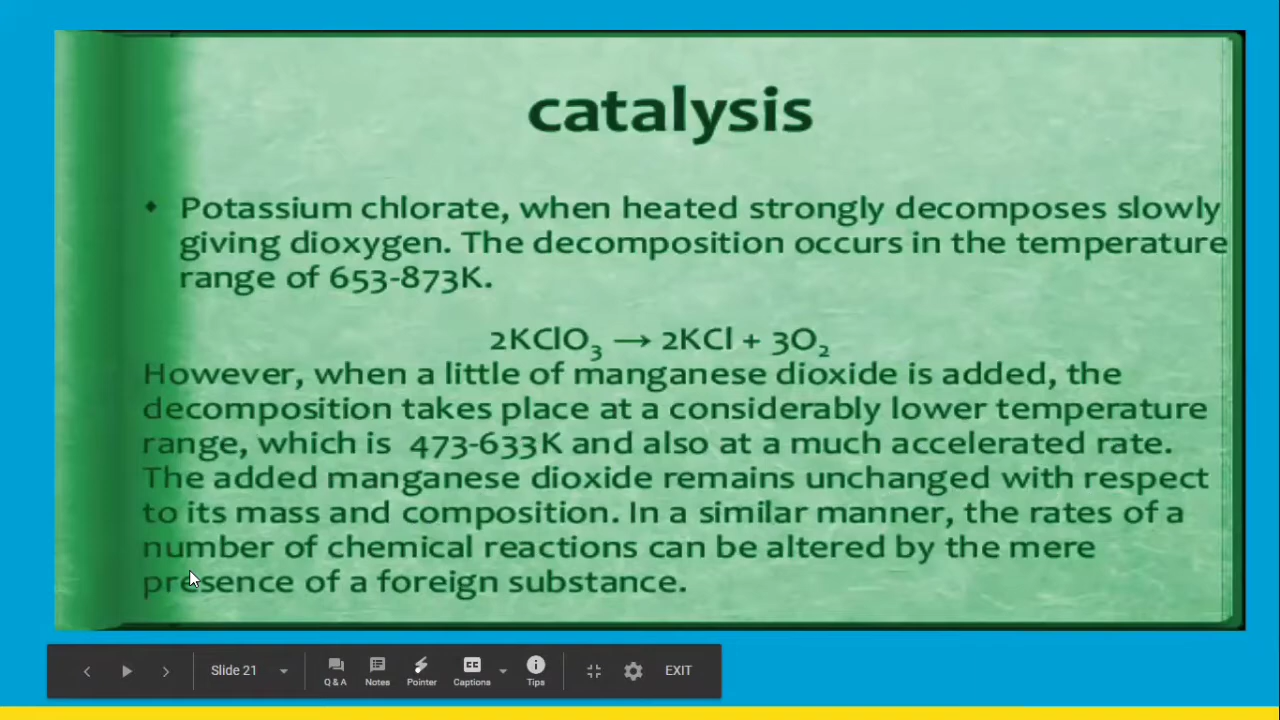 catalysis
Potassium chlorate, when heated strongly decomposes slowly
giving dioxygen. The decomposition occurs in the temperature
range of 653-873K.
2KClO₃ → 2KCl + 3O₂
However, when a little of manganese dioxide is added, the
decomposition takes place at a considerably lower temperature
range, which is 473-633K and also at a much accelerated rate.
The added manganese dioxide remains unchanged with respect
to its mass and composition. In a similar manner, the rates of a
number of chemical reactions can be altered by the mere
presence of a foreign substance.
Slide 21 Q & A Notes Pointer CC Captions Tips EXIT